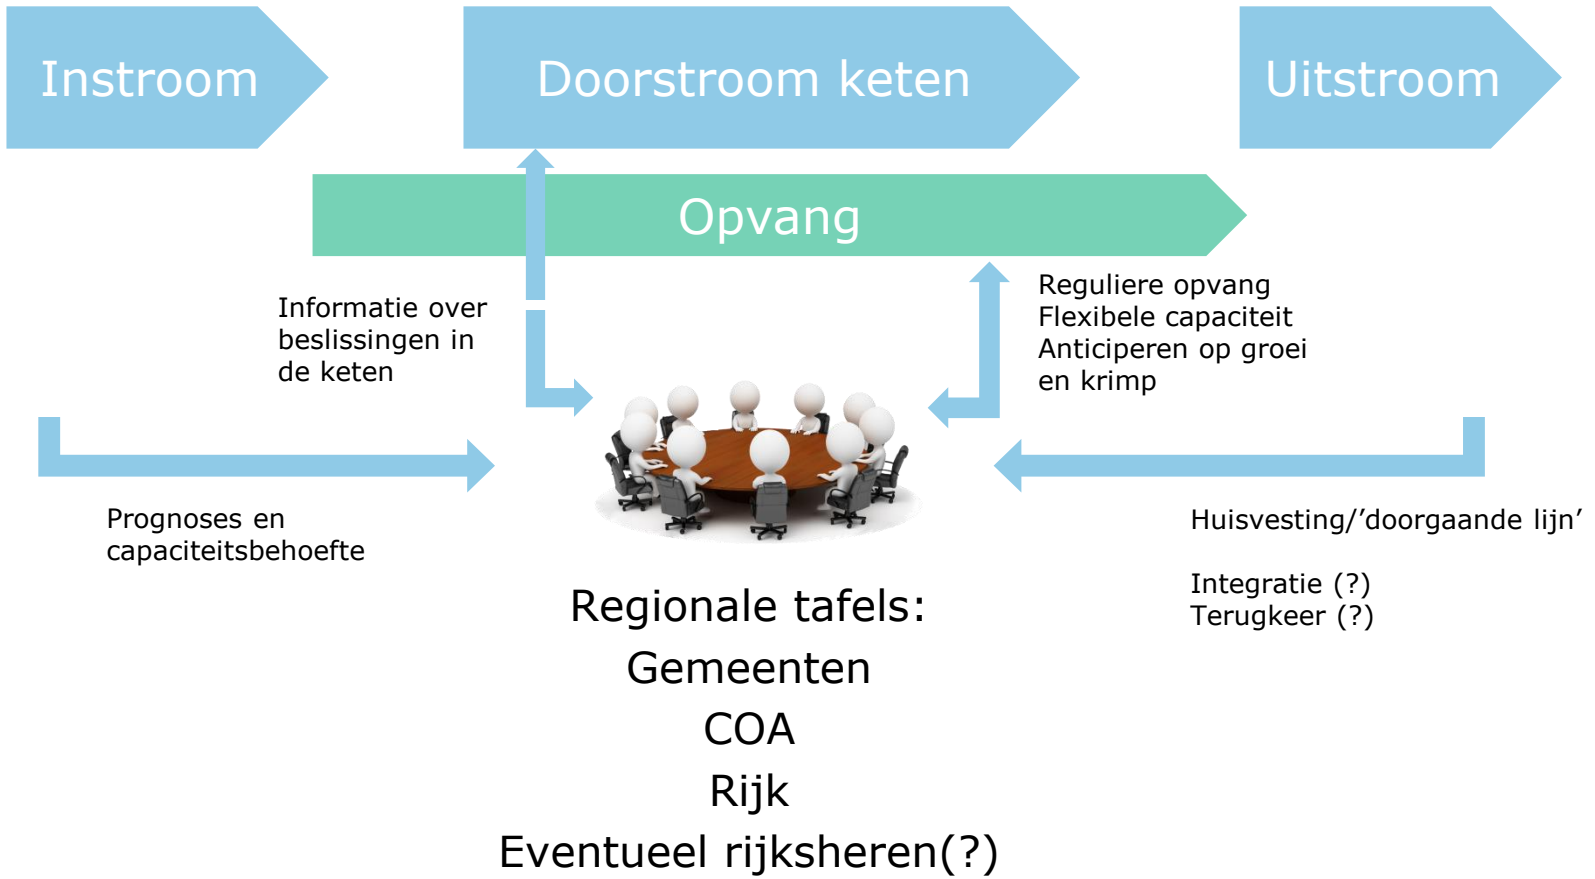 Instroom
Doorstroom keten
Uitstroom
Opvang
Informatie over
beslissingen in
de keten
Reguliere opvang
Flexibele capaciteit
Anticiperen op groei
en krimp
Prognoses en
capaciteitsbehoefte
Huisvesting/’doorgaande lijn’
Integratie (?)
Terugkeer (?)
Regionale tafels:
Gemeenten
COA
Rijk
Eventueel rijksheren(?)